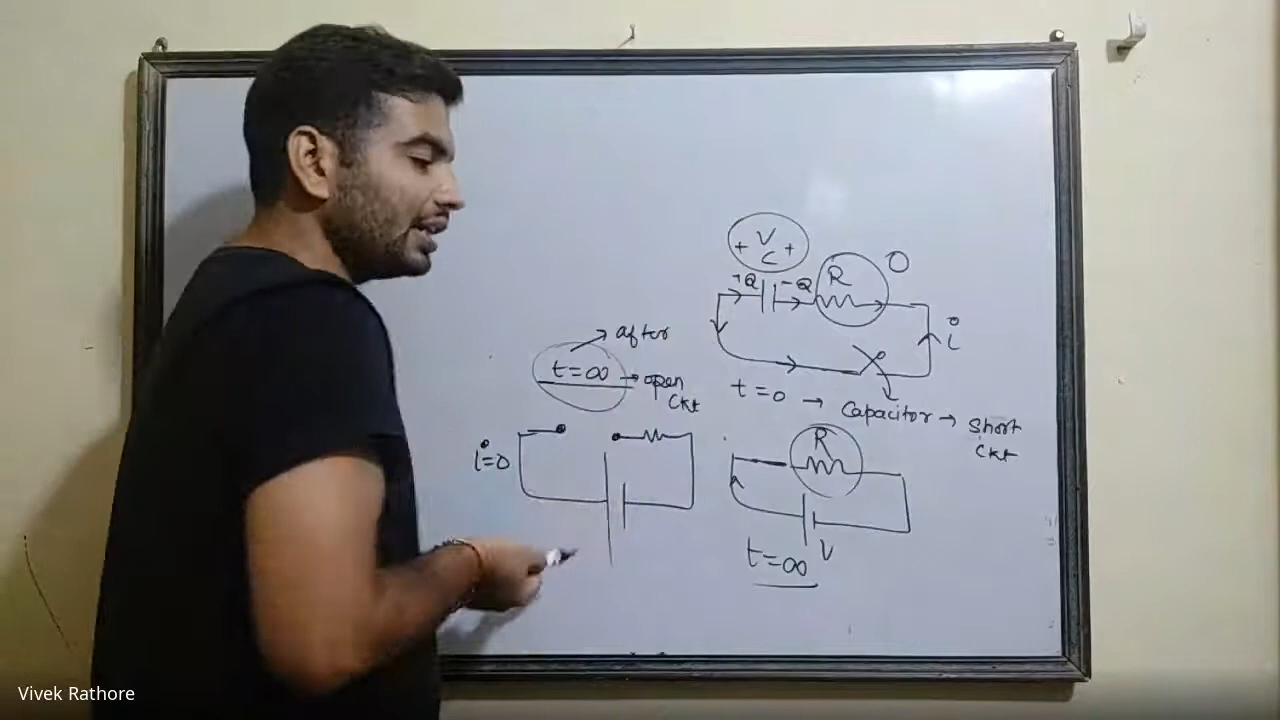 + V +
C
+Q -Q
R
O
i
t=0 → Capacitor → Short
Ckt
→ after
t=∞ → open
Ckt
i=0
R
V
t=∞
Vivek Rathore